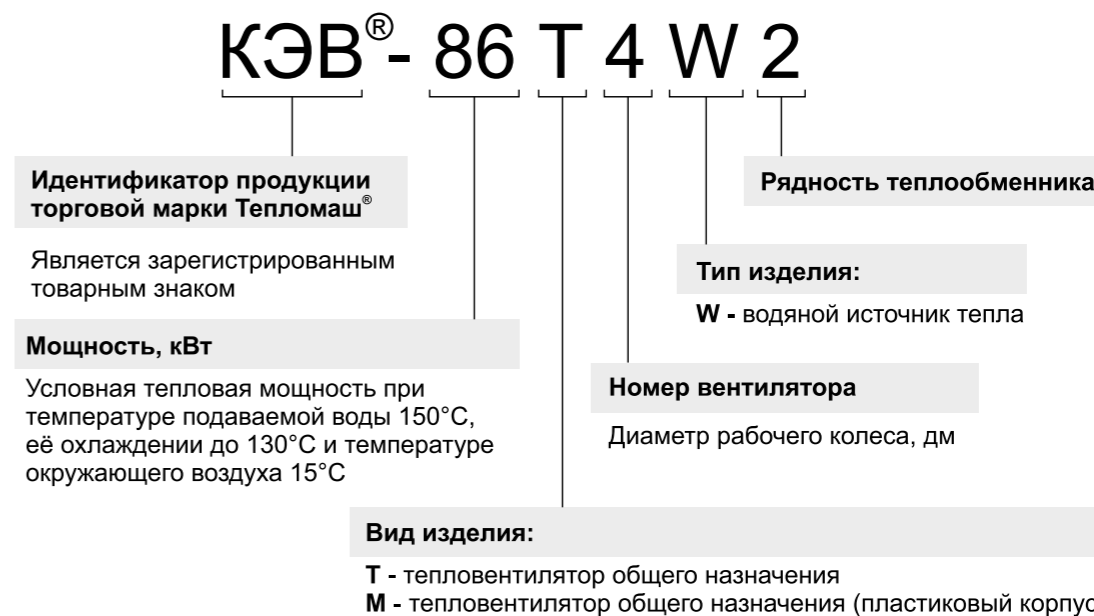 КЭВ®- 86 Т 4 W 2
Идентификатор продукции
торговой марки Тепломаш®
Является зарегистрированным
товарным знаком
Мощность, кВт
Условная тепловая мощность при
температуре подаваемой воды 150°С,
её охлаждении до 130°С и температуре
окружающего воздуха 15°С
Рядность теплообменника
Тип изделия:
W - водяной источник тепла
Номер вентилятора
Диаметр рабочего колеса, дм
Вид изделия:
Т - тепловентилятор общего назначения
М - тепловентилятор общего назначения (пластиковый корпус